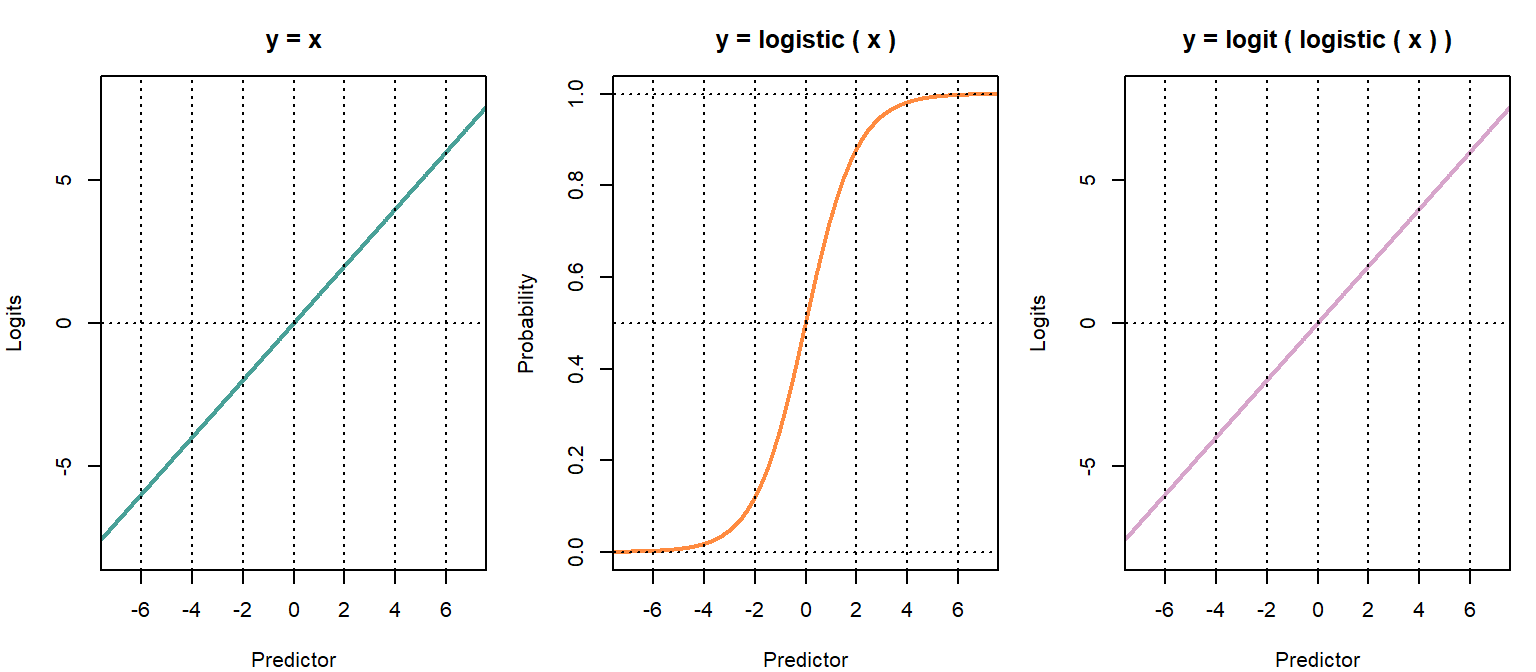 y = x
Logits
5
0
-5
-6 -4 -2 0 2 4 6
Predictor
y = logistic ( x )
Probability
1.0
0.8
0.6
0.4
0.2
0.0
-6 -4 -2 0 2 4 6
Predictor
y = logit ( logistic ( x ) )
Logits
5
0
-5
-6 -4 -2 0 2 4 6
Predictor